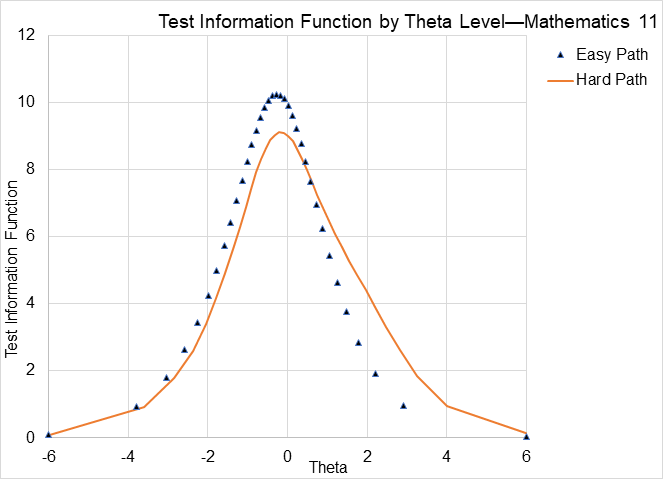 Test Information Function by Theta Level—Mathematics 11
Easy Path
Hard Path
Test Information Function
12
10
8
6
4
2
0
-6 -4 -2 0 2 4 6
Theta